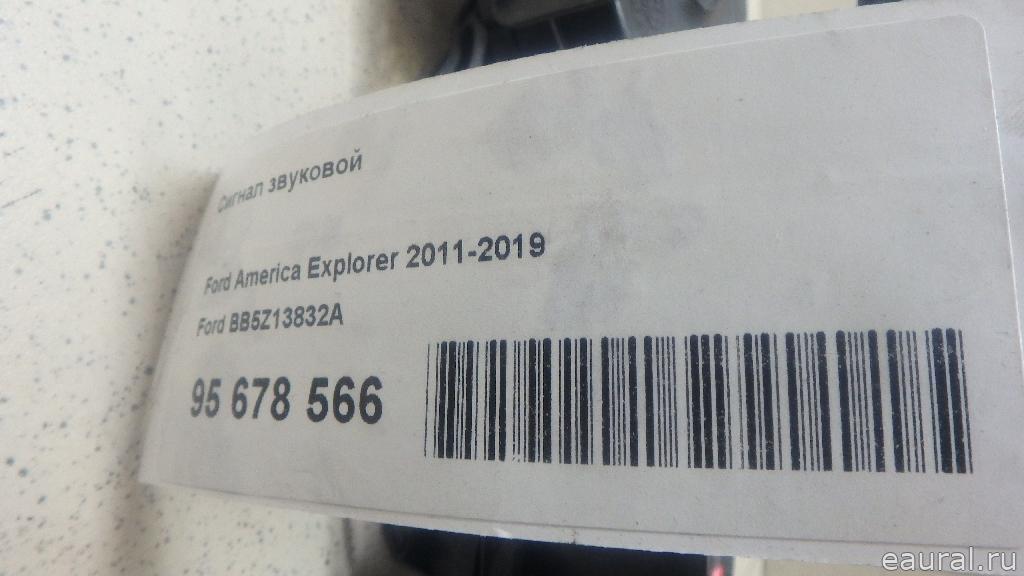 Сигнал звуковой
Ford America Explorer 2011-2019
Ford BB5Z13832A
95 678 566
eaural.ru